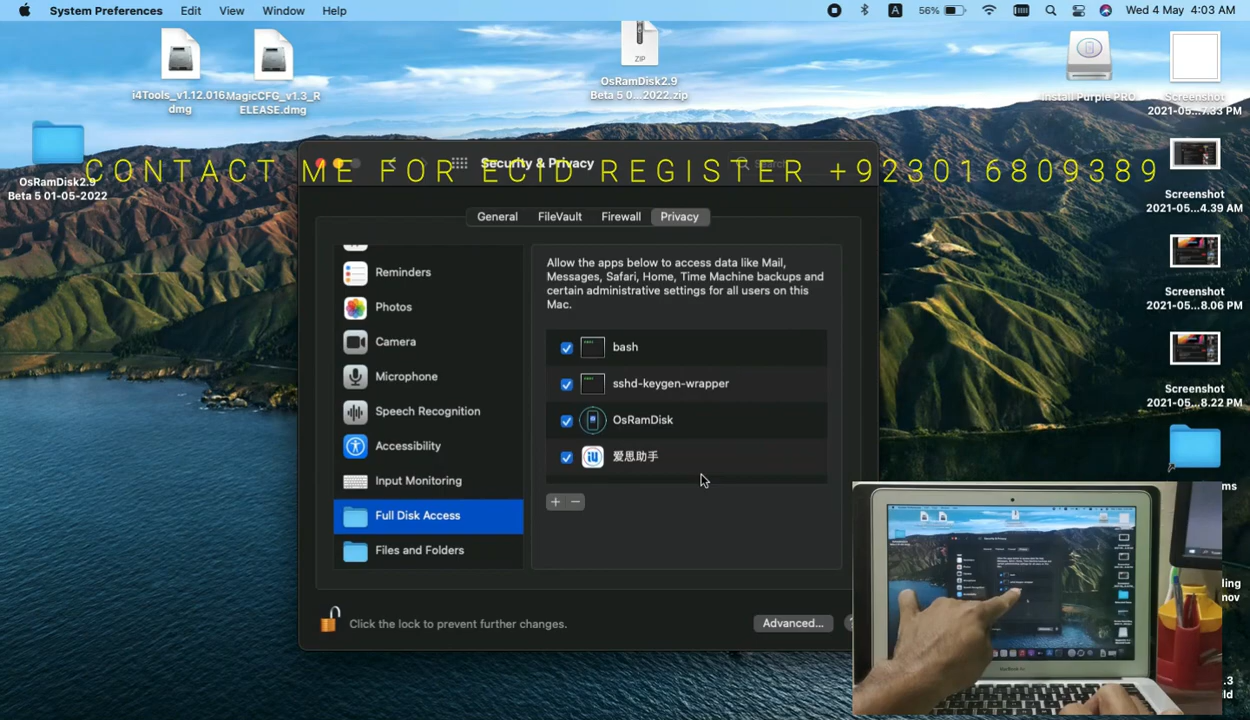 System Preferences Edit View Window Help
A 56% Wed 4 May 4:03 AM
i4Tools_v1.12.016
dmg
MagicCFG_v1.3_R
ELEASE.dmg
ZIP
OsRamDisk2.9
Beta 5 0...2022.zip
Install Purple PRO
Screenshot
2021-05...7.33 PM
OsRamDisk2.9
Beta 5 01-05-2022
CONTACT ME FOR ECID REGISTER +923016809389
Security & Privacy
Search
Screenshot
2021-05...4.39 AM
General FileVault Firewall Privacy
Reminders
Photos
Camera
Microphone
Speech Recognition
Accessibility
Input Monitoring
Full Disk Access
Files and Folders
Allow the apps below to access data like Mail,
Messages, Safari, Home, Time Machine backups and
certain administrative settings for all users on this
Mac.
bash
sshd-keygen-wrapper
OsRamDisk
爱思助手
+ −
Screenshot
2021-05...8.06 PM
Screenshot
2021-05...8.22 PM
Click the lock to prevent further changes.
Advanced...
?